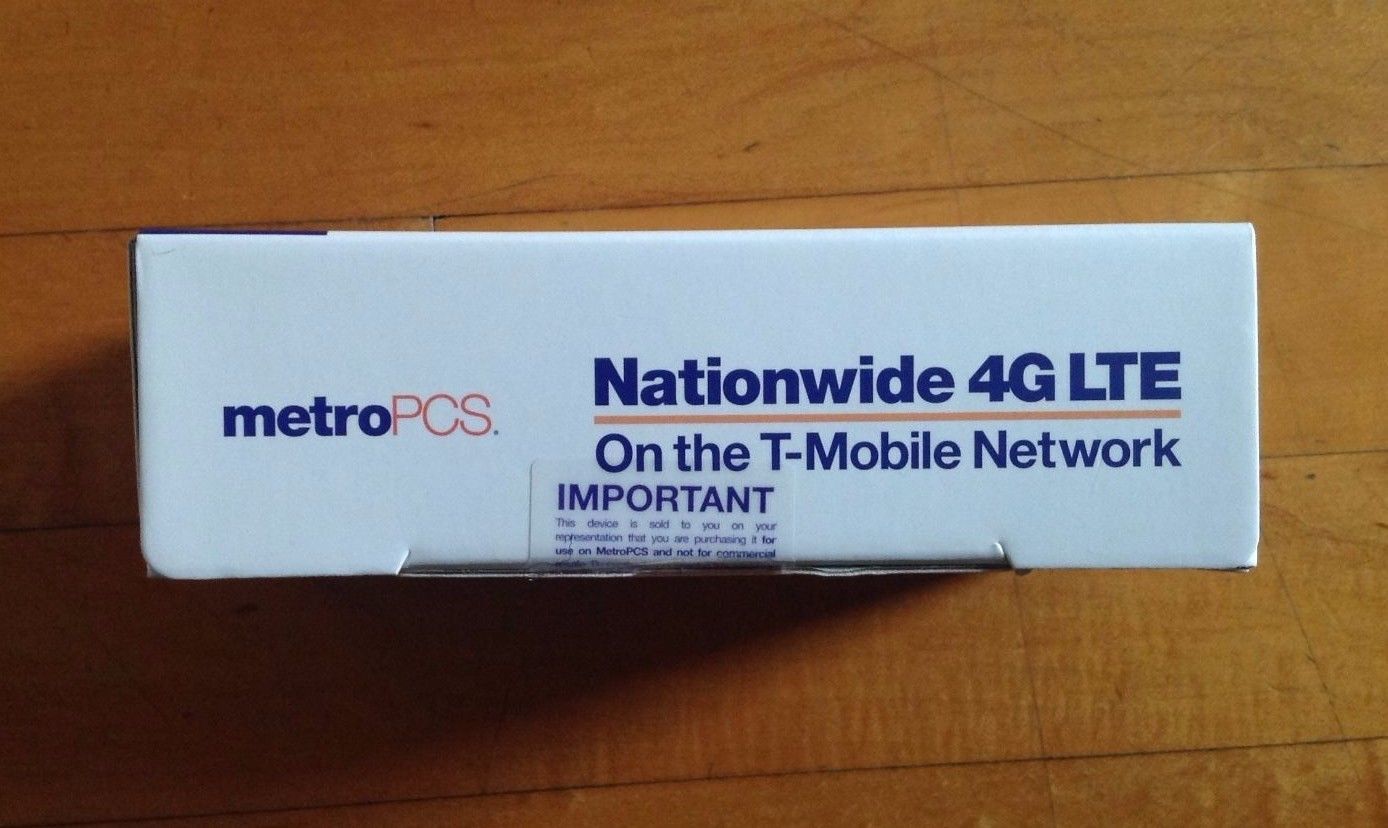 metroPCS.
Nationwide 4G LTE
On the T-Mobile Network
IMPORTANT
This device is sold to you on your
representation that you are purchasing it for
use on MetroPCS and not for commercial